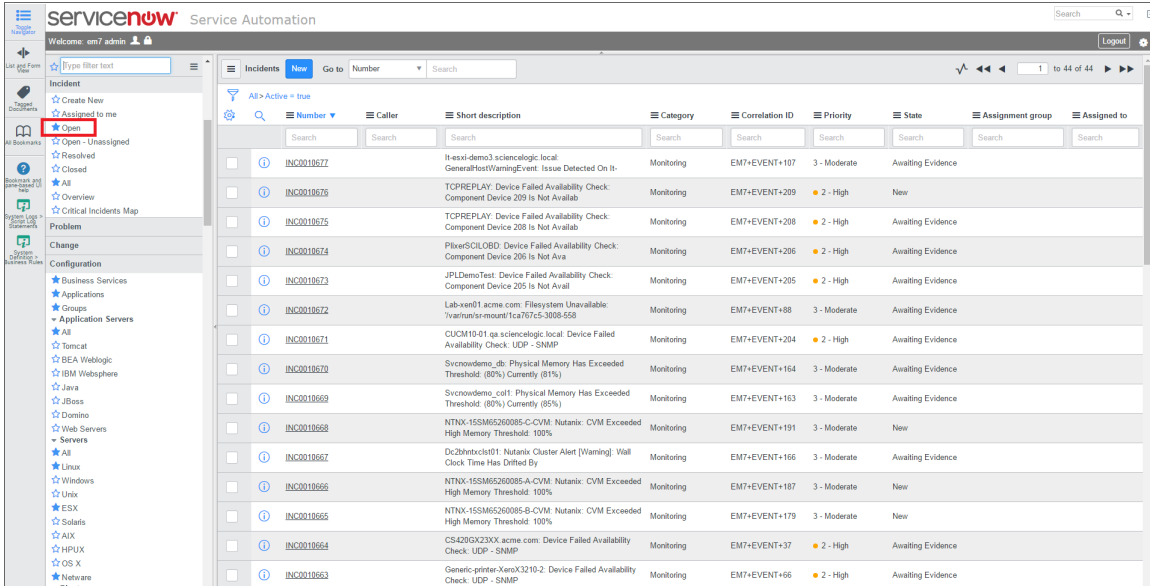 servicenow Service Automation
Search
Welcome: em7 admin
Logout
Toggle Navigator
List and Form View
Tagged Documents
All Bookmarks
Bookmark and pane-based UI help
System Logs > Script Log Statements
System Definition > Business Rules
Type filter text
Incident
Create New
Assigned to me
Open
Open - Unassigned
Resolved
Closed
All
Overview
Critical Incidents Map
Problem
Change
Configuration
Business Services
Applications
Groups
Application Servers
All
Tomcat
BEA Weblogic
IBM Websphere
Java
JBoss
Domino
Web Servers
Servers
All
Linux
Windows
Unix
ESX
Solaris
AIX
HPUX
OS X
Netware
Incidents New Go to Number Search 1 to 44 of 44
All > Active = true
Number Caller Short description Category Correlation ID Priority State Assignment group Assigned to
Search Search Search Search Search Search Search Search Search
INC0010677 It-esxi-demo3.sciencelogic.local: GeneralHostWarningEvent: Issue Detected On It- Monitoring EM7+EVENT+107 3 - Moderate Awaiting Evidence
INC0010676 TCPREPLAY: Device Failed Availability Check: Component Device 209 Is Not Availab Monitoring EM7+EVENT+209 2 - High New
INC0010675 TCPREPLAY: Device Failed Availability Check: Component Device 208 Is Not Availab Monitoring EM7+EVENT+208 2 - High Awaiting Evidence
INC0010674 PlixerSCILOBD: Device Failed Availability Check: Component Device 206 Is Not Ava Monitoring EM7+EVENT+206 2 - High Awaiting Evidence
INC0010673 JPLDemoTest: Device Failed Availability Check: Component Device 205 Is Not Avail Monitoring EM7+EVENT+205 2 - High Awaiting Evidence
INC0010672 Lab-xen01.acme.com: Filesystem Unavailable: '/var/run/sr-mount/1ca767c5-3008-558 Monitoring EM7+EVENT+88 3 - Moderate Awaiting Evidence
INC0010671 CUCM10-01.qa.sciencelogic.local: Device Failed Availability Check: UDP - SNMP Monitoring EM7+EVENT+204 2 - High Awaiting Evidence
INC0010670 Svcnowdemo_db: Physical Memory Has Exceeded Threshold: (80%) Currently (81%) Monitoring EM7+EVENT+164 3 - Moderate Awaiting Evidence
INC0010669 Svcnowdemo_col1: Physical Memory Has Exceeded Threshold: (80%) Currently (85%) Monitoring EM7+EVENT+163 3 - Moderate Awaiting Evidence
INC0010668 NTNX-15SM65260085-C-CVM: Nutanix: CVM Exceeded High Memory Threshold: 100% Monitoring EM7+EVENT+191 3 - Moderate New
INC0010667 Dc2bhntxclst01: Nutanix Cluster Alert [Warning]: Wall Clock Time Has Drifted By Monitoring EM7+EVENT+166 3 - Moderate Awaiting Evidence
INC0010666 NTNX-15SM65260085-A-CVM: Nutanix: CVM Exceeded High Memory Threshold: 100% Monitoring EM7+EVENT+187 3 - Moderate New
INC0010665 NTNX-15SM65260085-B-CVM: Nutanix: CVM Exceeded High Memory Threshold: 100% Monitoring EM7+EVENT+179 3 - Moderate New
INC0010664 CS420GX23XX.acme.com: Device Failed Availability Check: UDP - SNMP Monitoring EM7+EVENT+37 2 - High Awaiting Evidence
INC0010663 Generic-printer-XeroX3210-2: Device Failed Availability Check: UDP - SNMP Monitoring EM7+EVENT+66 2 - High Awaiting Evidence